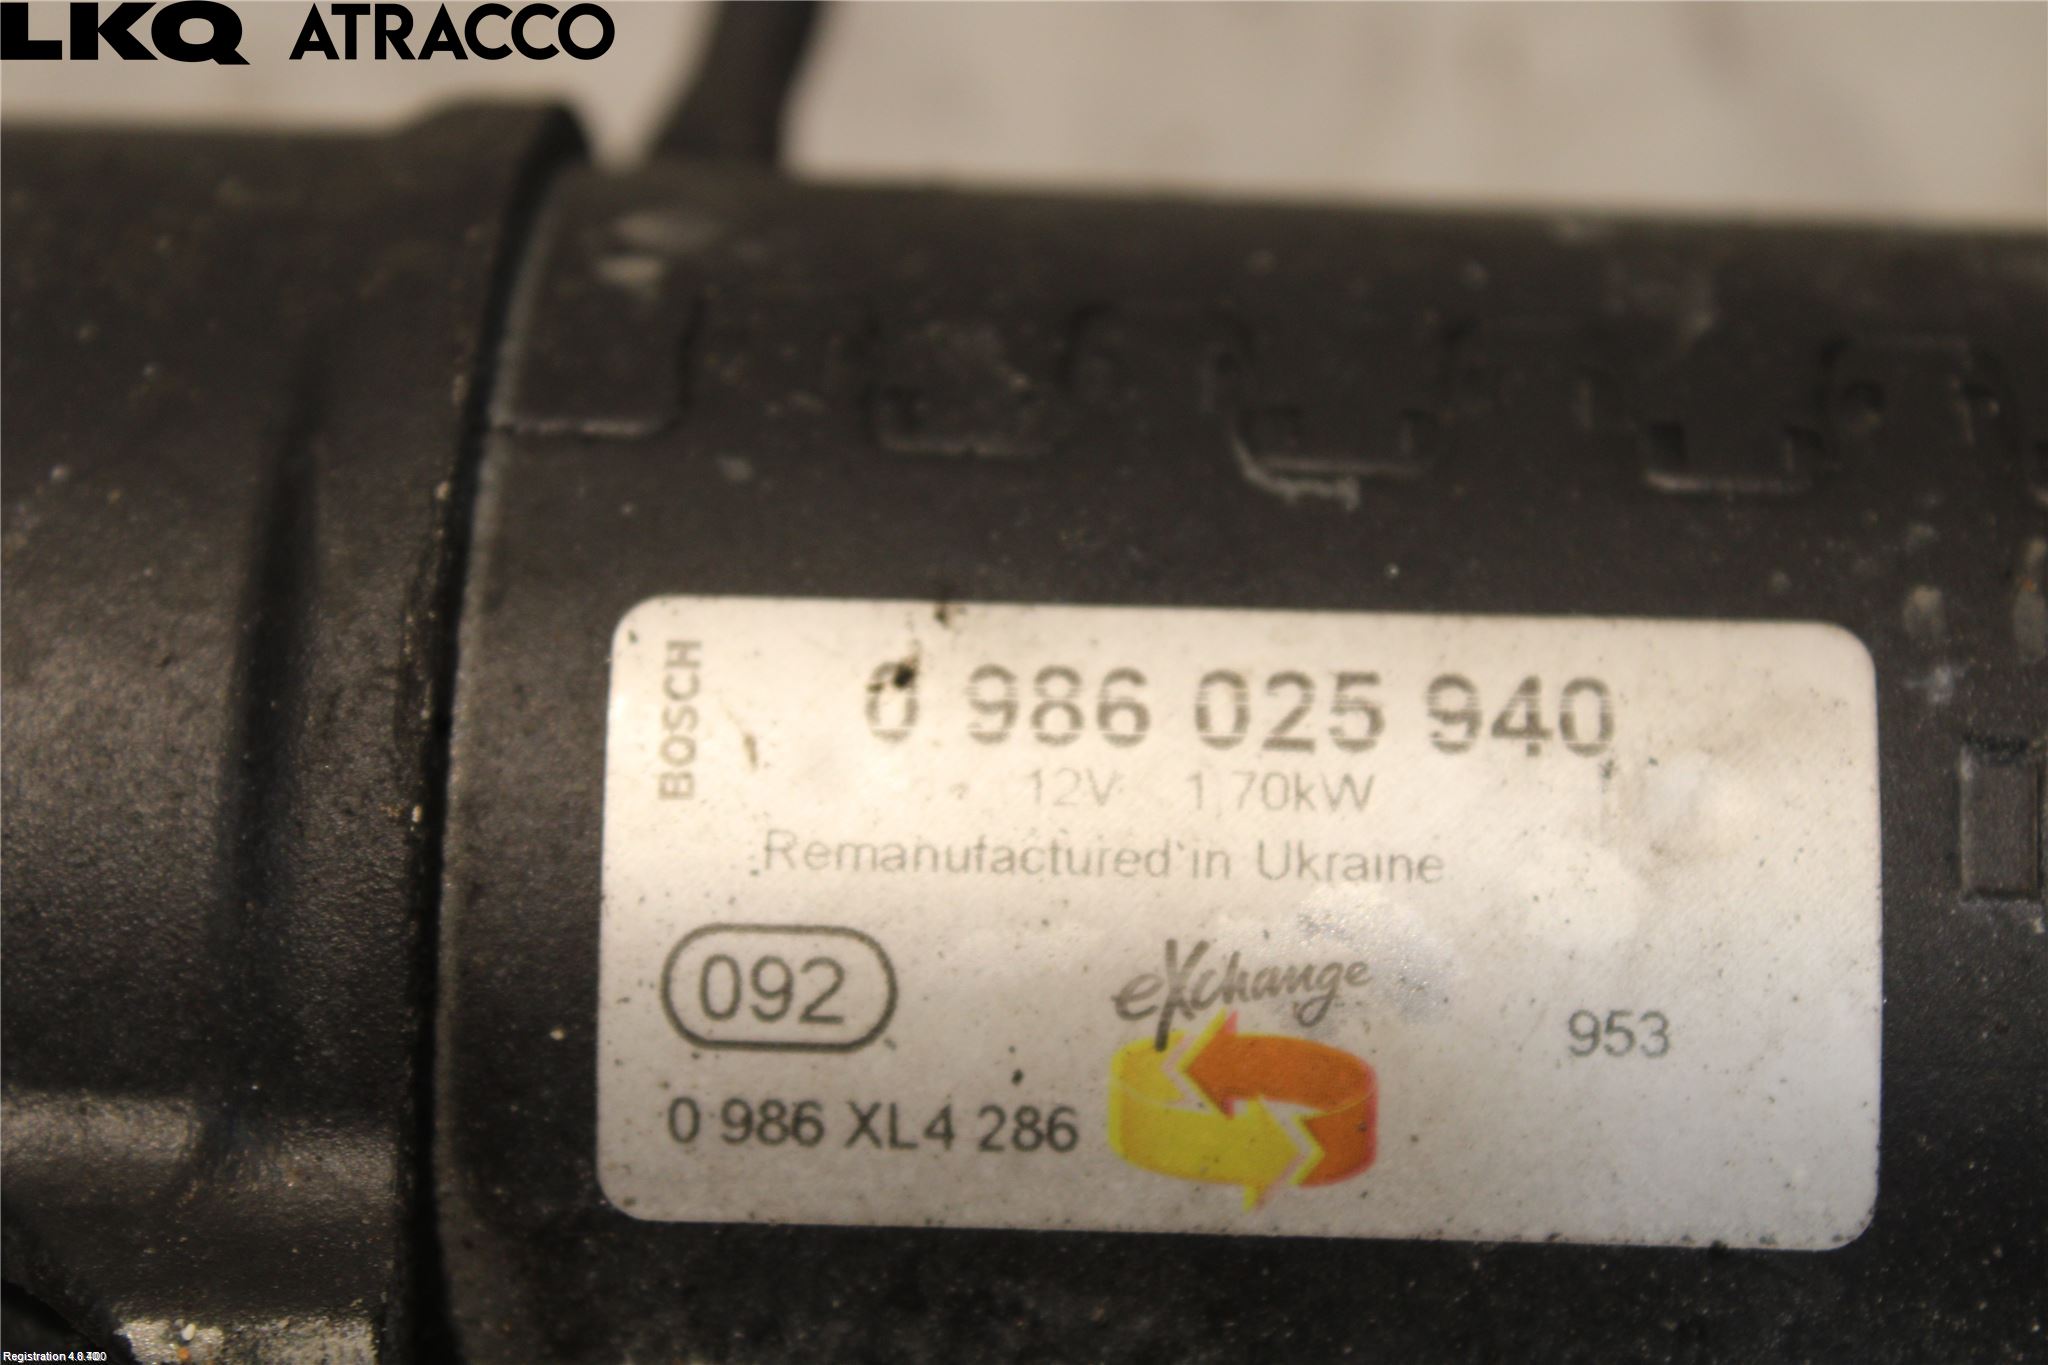 LKQ ATRACCO
BOSCH
0 986 025 940
12V 1,70kW
Remanufactured in Ukraine
092
eXchange
953
0 986 XL4 286
Registration